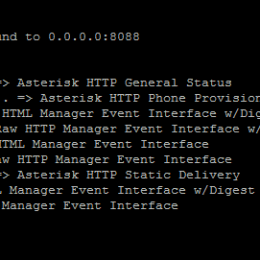 und to 0.0.0.0:8088
=> Asterisk HTTP General Status
.. => Asterisk HTTP Phone Provision
HTML Manager Event Interface w/Dig
Raw HTTP Manager Event Interface w/
HTML Manager Event Interface
aw HTTP Manager Event Interface
=> Asterisk HTTP Static Delivery
L Manager Event Interface w/Digest
Manager Event Interface